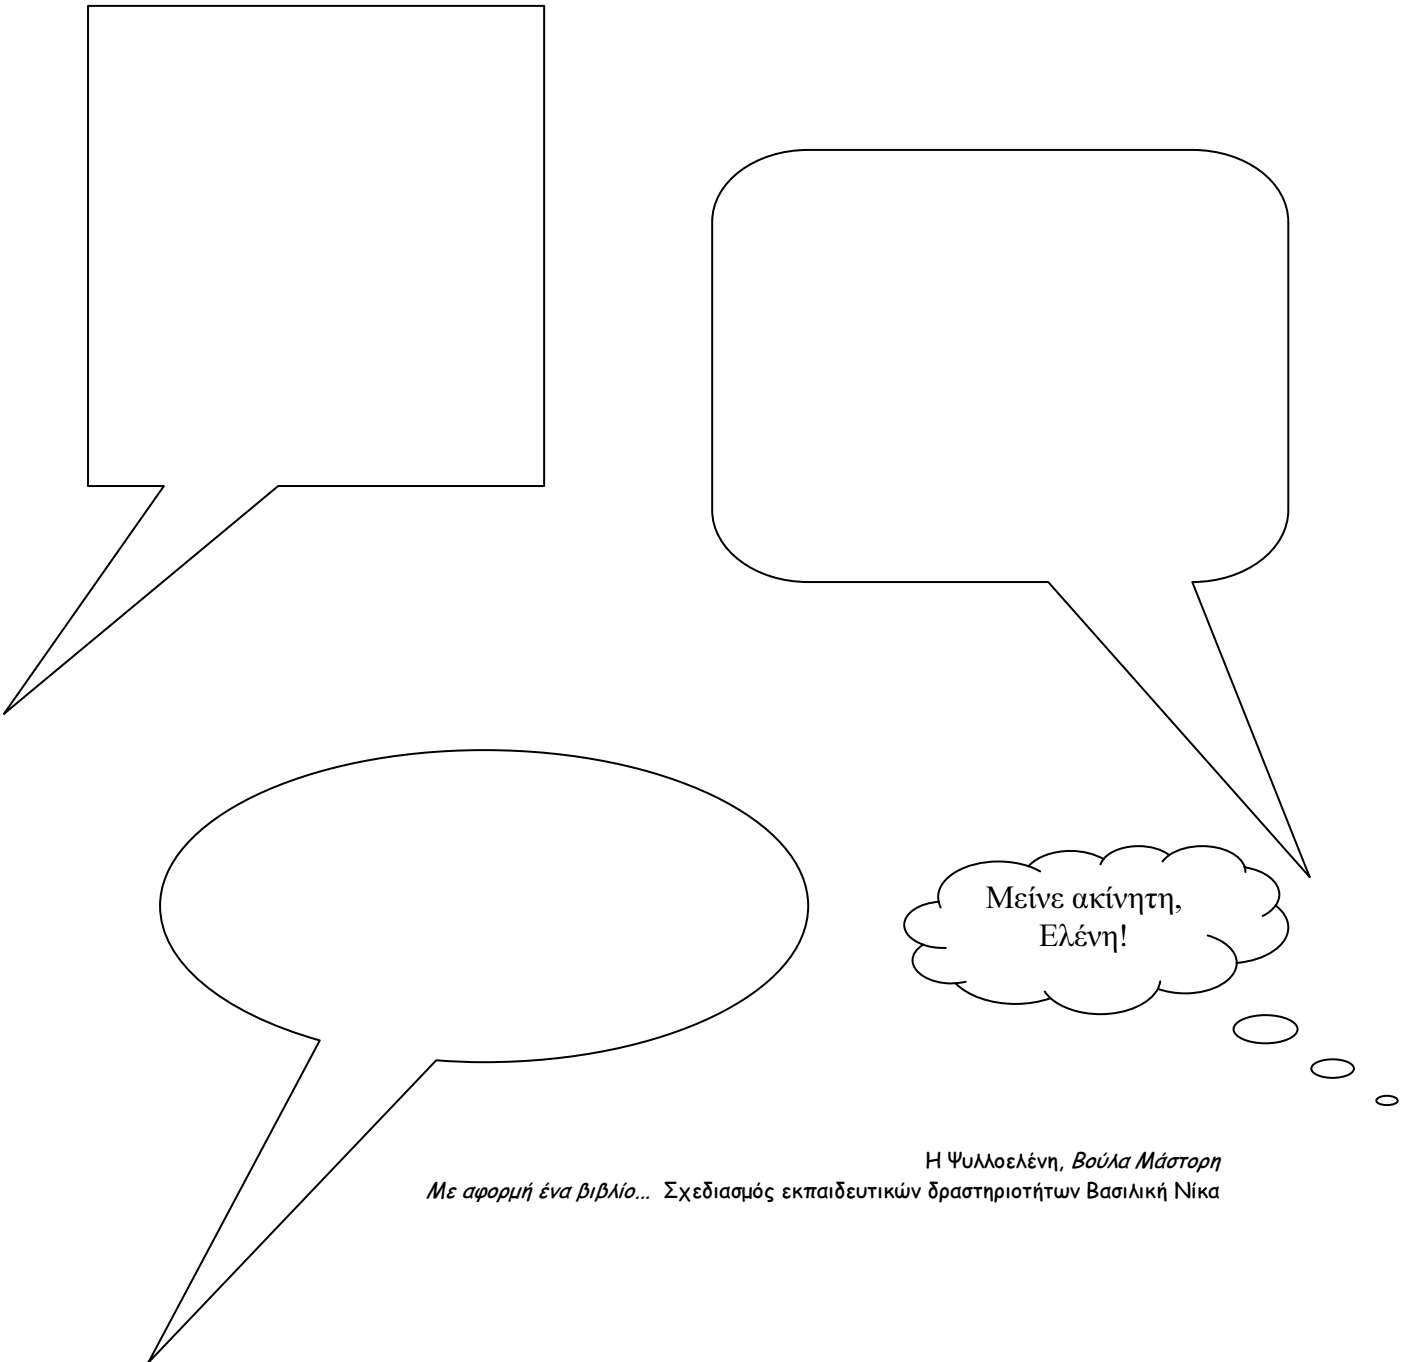 Μείνε ακίνητη,
Ελένη!
Η Ψυλλοελένη, Βούλα Μάστορη
Με αφορμή ένα βιβλίο... Σχεδιασμός εκπαιδευτικών δραστηριοτήτων Βασιλική Νίκα